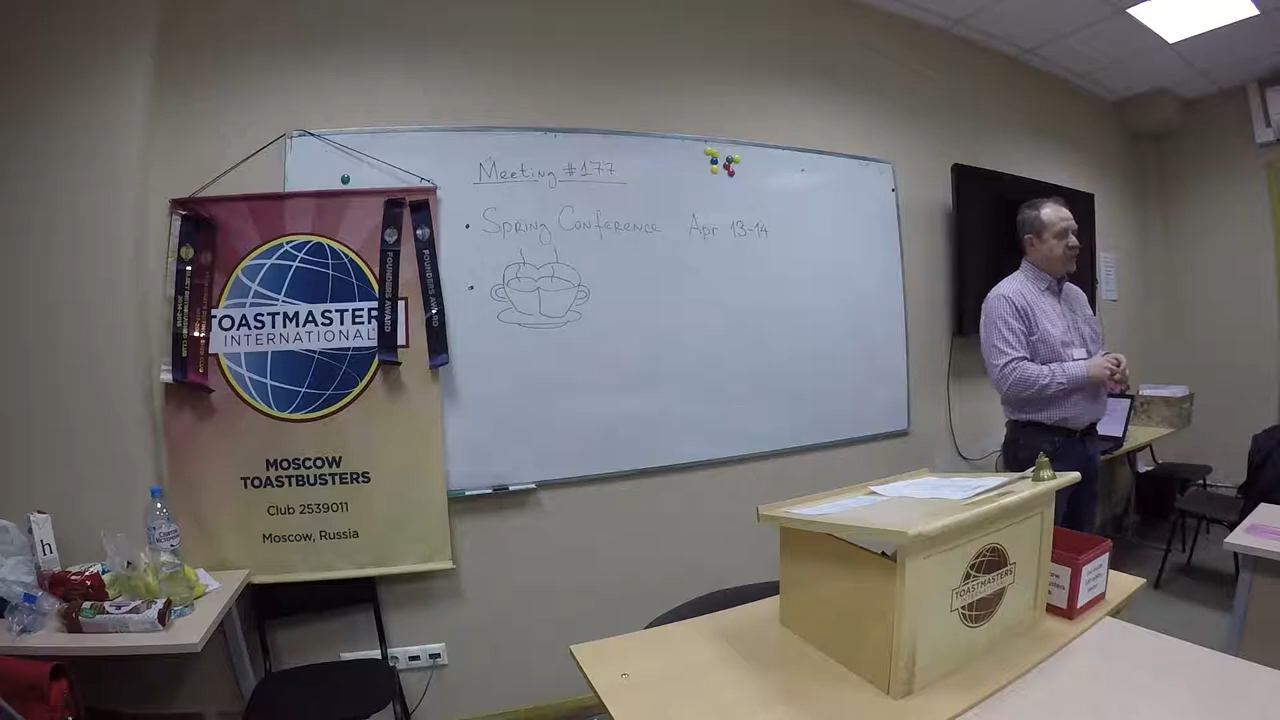 Meeting #177
• Spring Conference Apr 13-14
TOASTMASTER
INTERNATIONAL
FOUNDERS AWARD
FOUNDERS AWARD
MOSCOW
TOASTBUSTERS
Club 2539011
Moscow, Russia
h
TOASTMASTERS
INTERNATIONAL